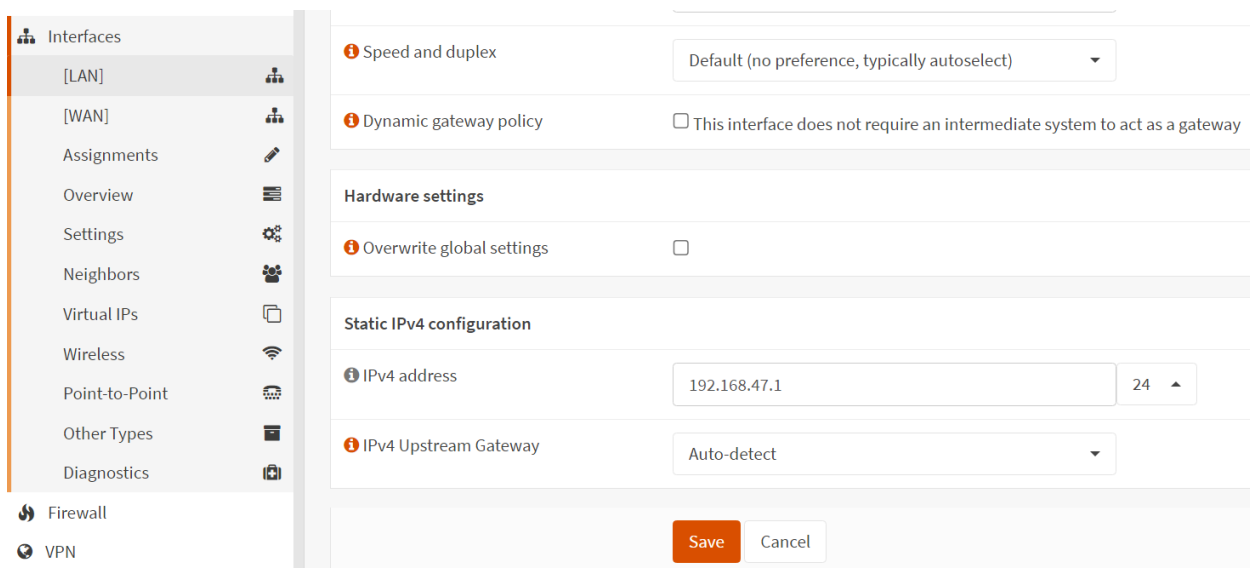 Interfaces
[LAN]
[WAN]
Assignments
Overview
Settings
Neighbors
Virtual IPs
Wireless
Point-to-Point
Other Types
Diagnostics
Firewall
VPN
Speed and duplex
Default (no preference, typically autoselect)
Dynamic gateway policy
This interface does not require an intermediate system to act as a gateway
Hardware settings
Overwrite global settings
Static IPv4 configuration
IPv4 address
192.168.47.1
24
IPv4 Upstream Gateway
Auto-detect
Save
Cancel